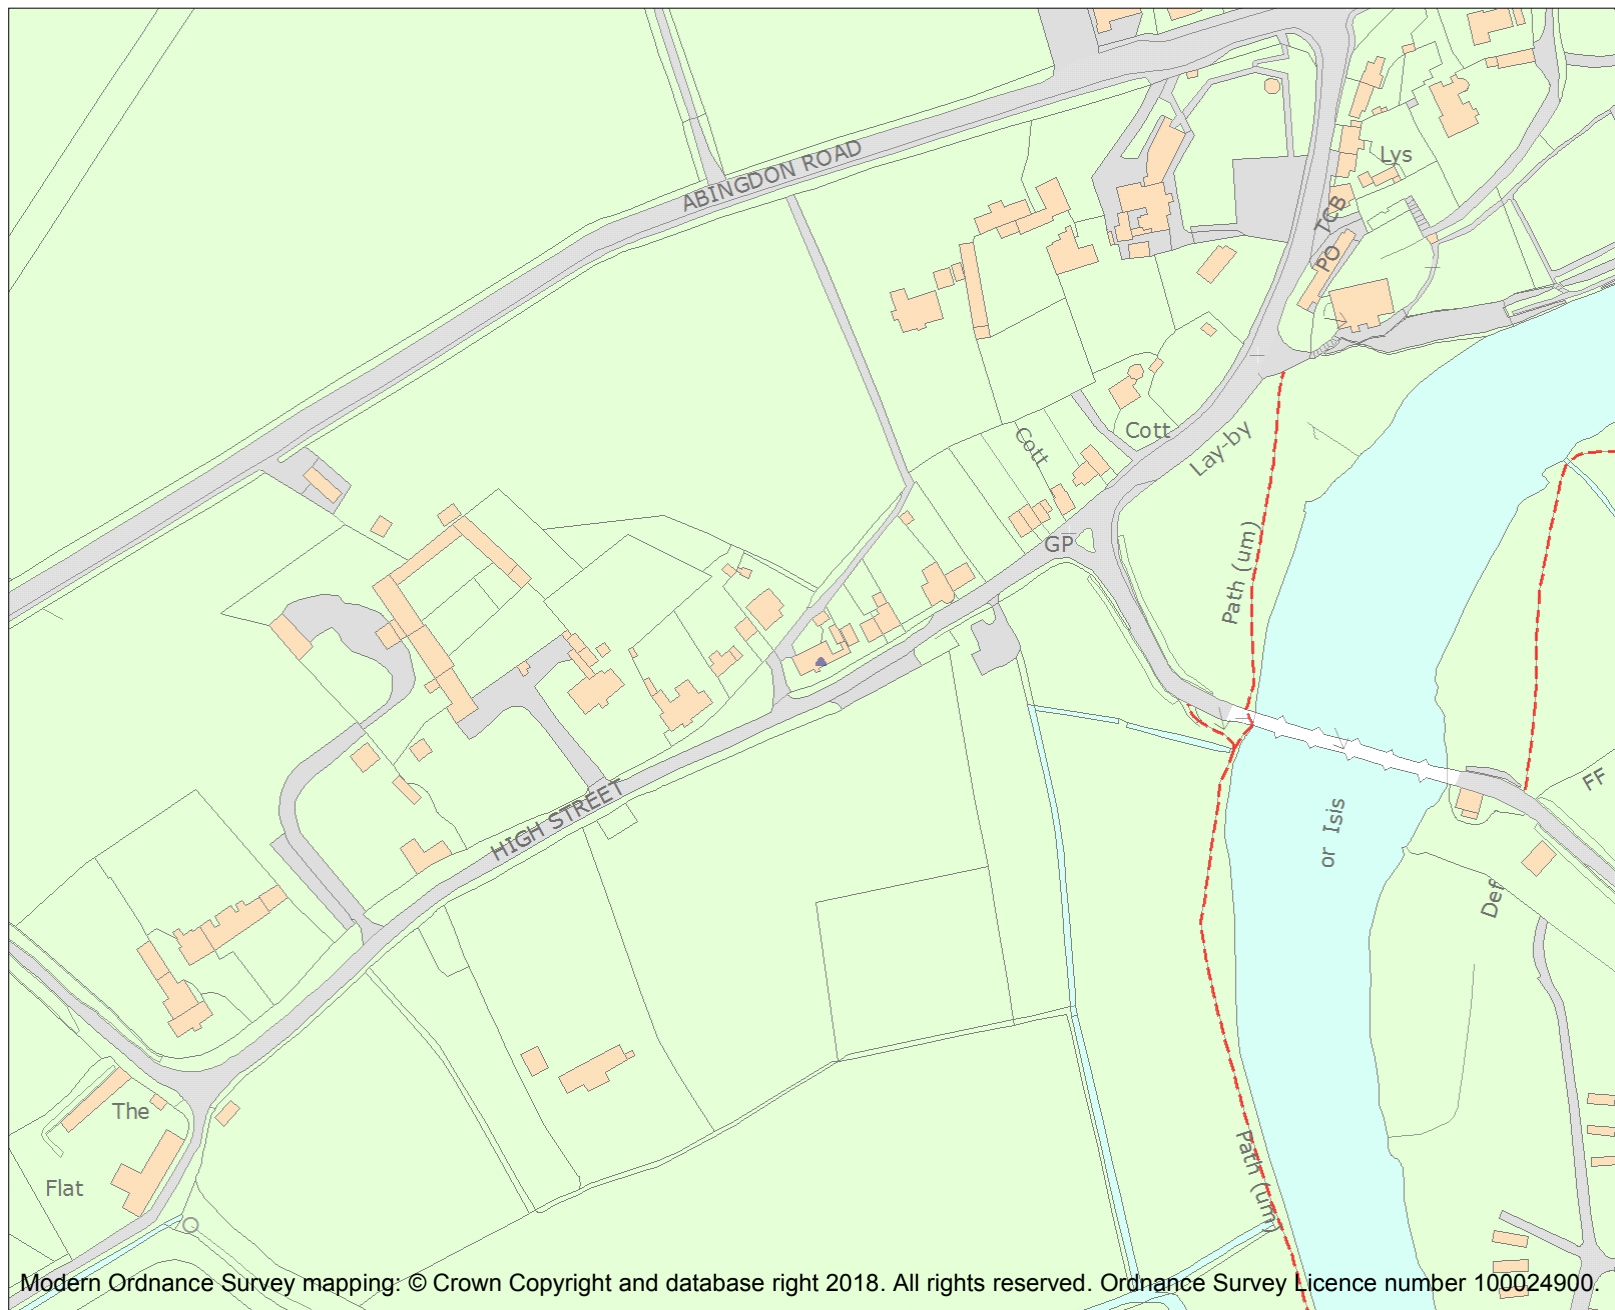 ABINGDON ROAD
Lys
TCB
PO
Cott
Cott
Lay-by
GP
Path (um)
HIGH STREET
or Isis
FF
Def
The
Flat
Path (um)
Modern Ordnance Survey mapping: © Crown Copyright and database right 2018. All rights reserved. Ordnance Survey Licence number 100024900.